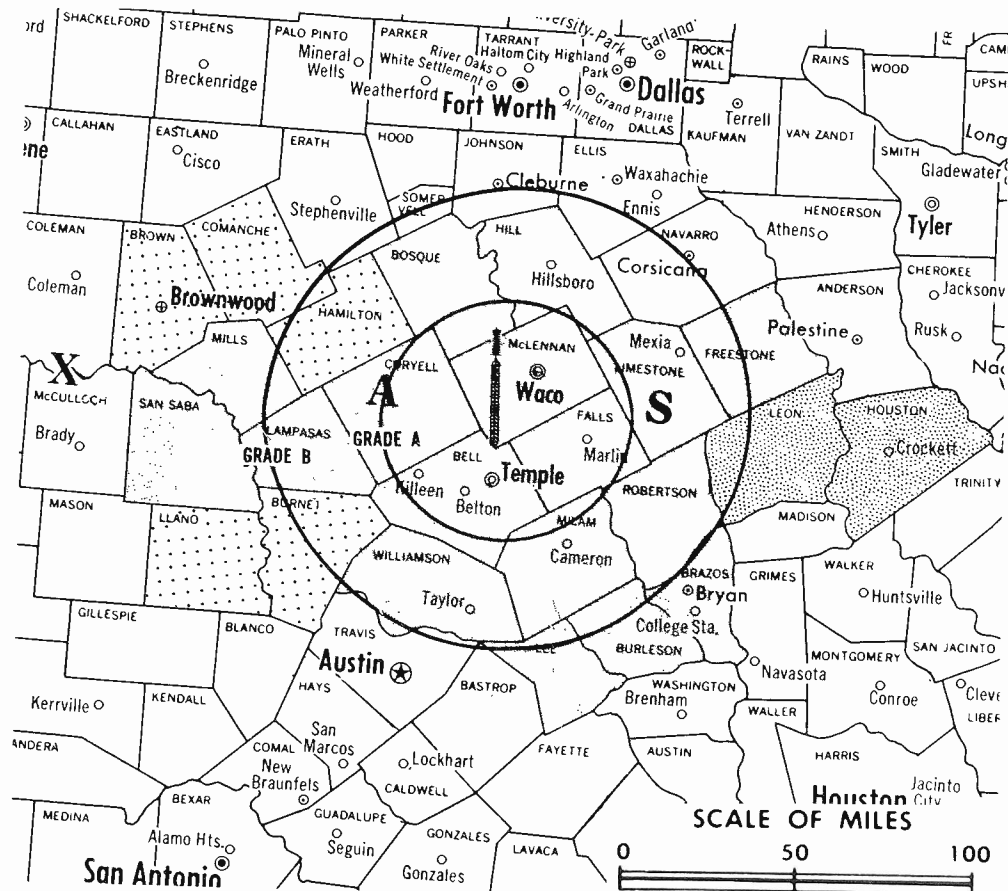 SHACKELFORD
STEPHENS
Breckenridge
PALO PINTO
Mineral
Wells
PARKER
Weatherford
TARRANT
River Oaks
Haltom City
White Settlement
Fort Worth
Arlington
Highland
Park
Garland
Dallas
Grand Prairie
DALLAS
ROCK-
WALL
KAUFMAN
Terrell
VAN ZANDT
RAINS
WOOD
SMITH
Gladewater
Tyler
CALLAHAN
EASTLAND
Cisco
ERATH
Stephenville
HOOD
SOMER
VELL
JOHNSON
Cleburne
ELLIS
Waxahachie
Ennis
HENDERSON
Athens
COLEMAN
Coleman
BROWN
Brownwood
COMANCHE
BOSQUE
HILL
Hillsboro
NAVARRO
Corsicana
ANDERSON
Palestine
CHEROKEE
Rusk
HAMILTON
MILLS
CORYELL
McLENNAN
Waco
Mexia
LIMESTONE
FREESTONE
X
A
S
McCULLOCH
Brady
SAN SABA
LAMPASAS
GRADE B
GRADE A
BELL
Temple
Killeen
Belton
FALLS
Marlin
LEON
HOUSTON
Crockett
TRINITY
ROBERTSON
MADISON
MASON
LLANO
BURNET
WILLIAMSON
Taylor
MILAM
Cameron
BRAZOS
Bryan
College Sta.
GRIMES
WALKER
Huntsville
GILLESPIE
BLANCO
TRAVIS
Austin
LEE
BURLESON
Navasota
MONTGOMERY
Conroe
SAN JACINTO
Kerrville
KENDALL
HAYS
San
Marcos
BASTROP
WASHINGTON
Brenham
WALLER
COMAL
New
Braunfels
Lockhart
CALDWELL
FAYETTE
AUSTIN
HARRIS
Houston
Jacinto
City
MEDINA
BEXAR
Alamo Hts.
San Antonio
GUADALUPE
Seguin
GONZALES
Gonzales
LAVACA
SCALE OF MILES
0 50 100